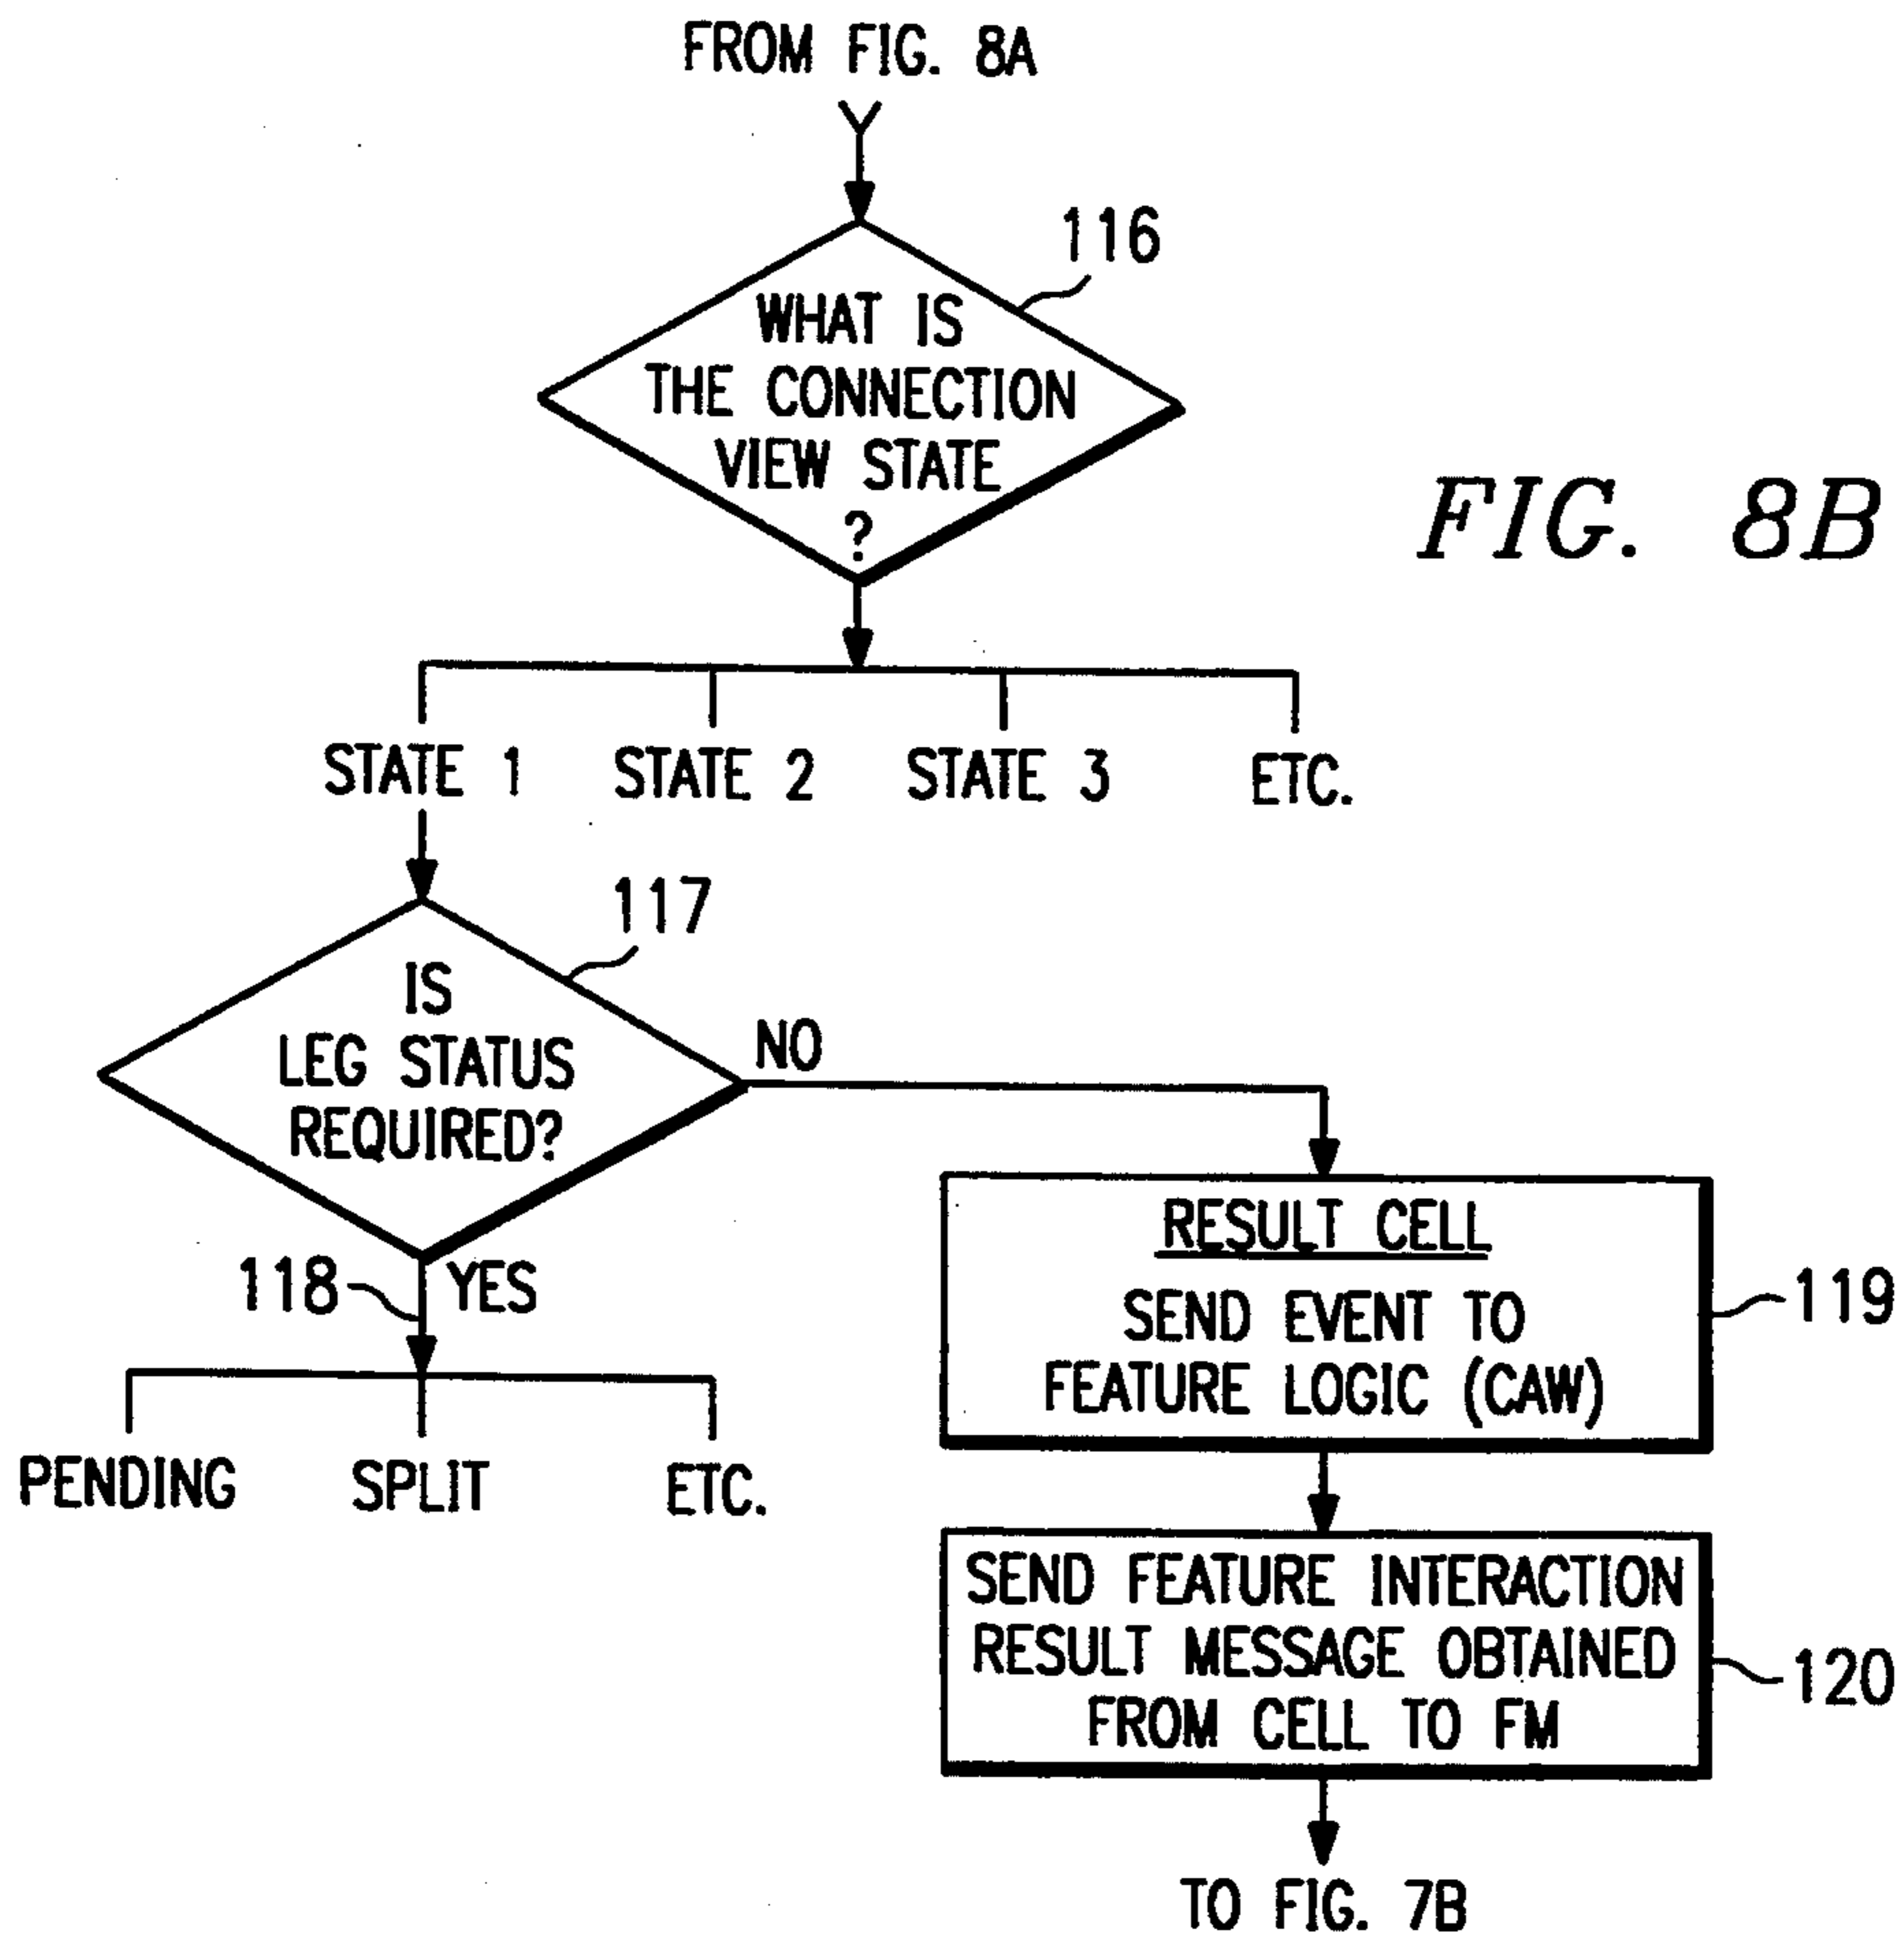 FROM FIG. 8A
116
WHAT IS
THE CONNECTION
VIEW STATE
?
FIG. 8B
STATE 1 STATE 2 STATE 3 ETC.
117
IS
LEG STATUS
REQUIRED?
NO
118
YES
PENDING SPLIT ETC.
RESULT CELL
SEND EVENT TO
FEATURE LOGIC (CAW)
119
SEND FEATURE INTERACTION
RESULT MESSAGE OBTAINED
FROM CELL TO FM
120
TO FIG. 7B